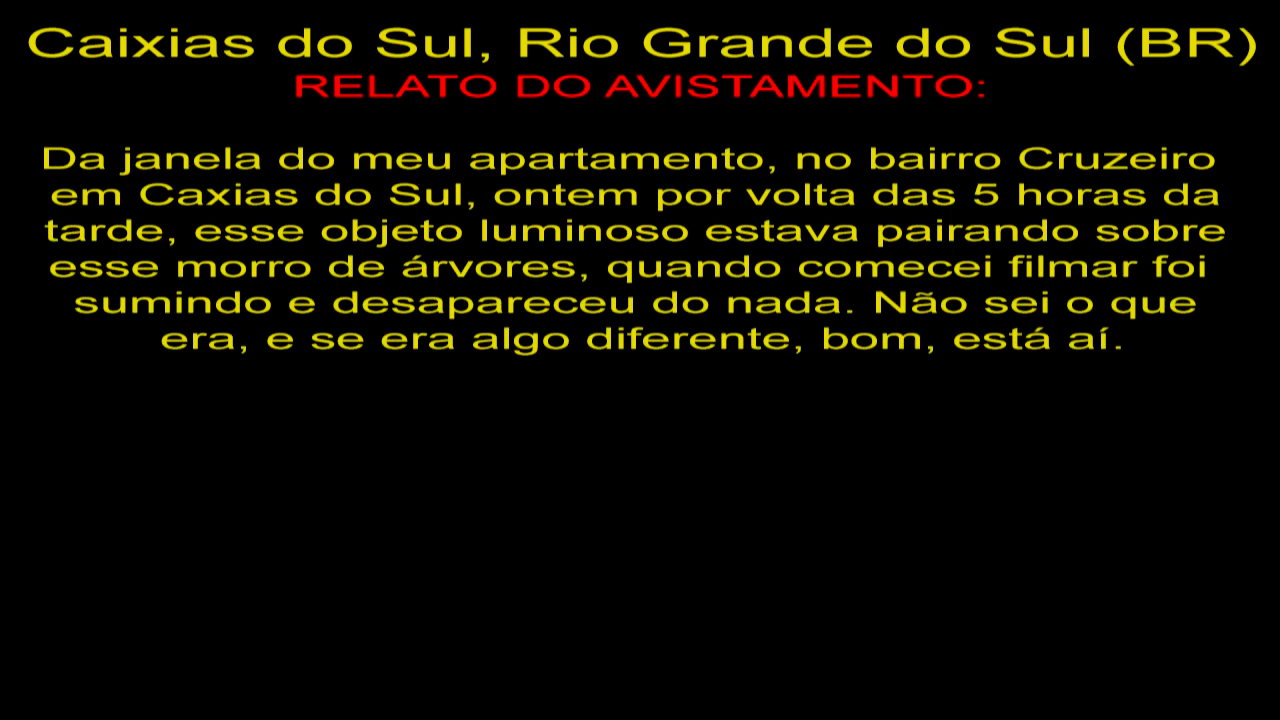 Caixias do Sul, Rio Grande do Sul (BR)
RELATO DO AVISTAMENTO:
Da janela do meu apartamento, no bairro Cruzeiro
em Caxias do Sul, ontem por volta das 5 horas da
tarde, esse objeto luminoso estava pairando sobre
esse morro de árvores, quando comecei filmar foi
sumindo e desapareceu do nada. Não sei o que
era, e se era algo diferente, bom, está aí.